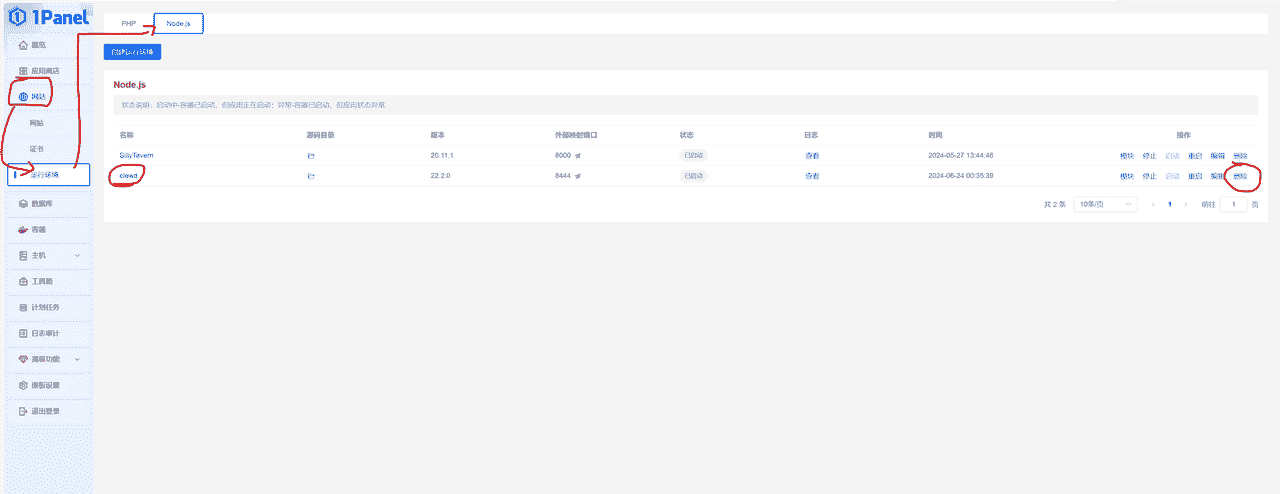 1Panel
PHP Node.js
概览
创建运行环境
应用商店
网站
Node.js
状态说明：启动中-容器已启动，但应用正在启动；异常-容器已启动，但应用状态异常
网站
名称 源码目录 版本 外部映射端口 状态 日志 时间 操作
证书
SillyTavern 20.11.1 8000 已启动 查看 2024-05-27 13:44:46 模块 停止 启动 重启 编辑 删除
运行环境
clewd 22.2.0 8444 已启动 查看 2024-06-24 00:35:39 模块 停止 启动 重启 编辑 删除
数据库
共 2 条 10条/页 1 前往 1 页
容器
主机
工具箱
计划任务
日志审计
高级功能
面板设置
退出登录